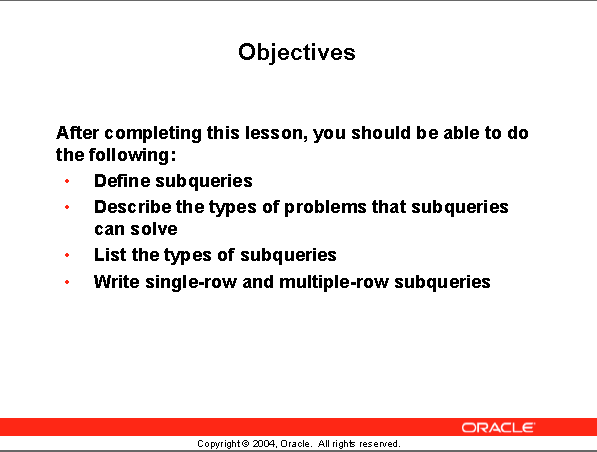 Objectives
After completing this lesson, you should be able to do
the following:
• Define subqueries
• Describe the types of problems that subqueries
can solve
• List the types of subqueries
• Write single-row and multiple-row subqueries
ORACLE
Copyright © 2004, Oracle. All rights reserved.